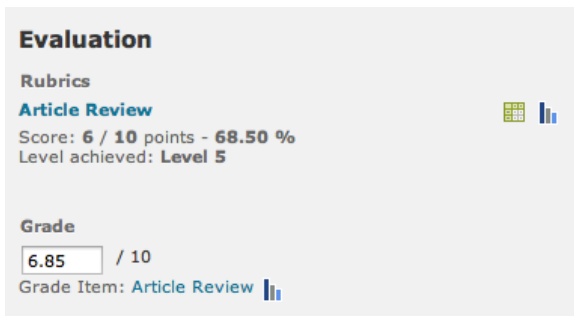 Evaluation
Rubrics
Article Review
Score: 6 / 10 points - 68.50 %
Level achieved: Level 5
Grade
6.85 / 10
Grade Item: Article Review